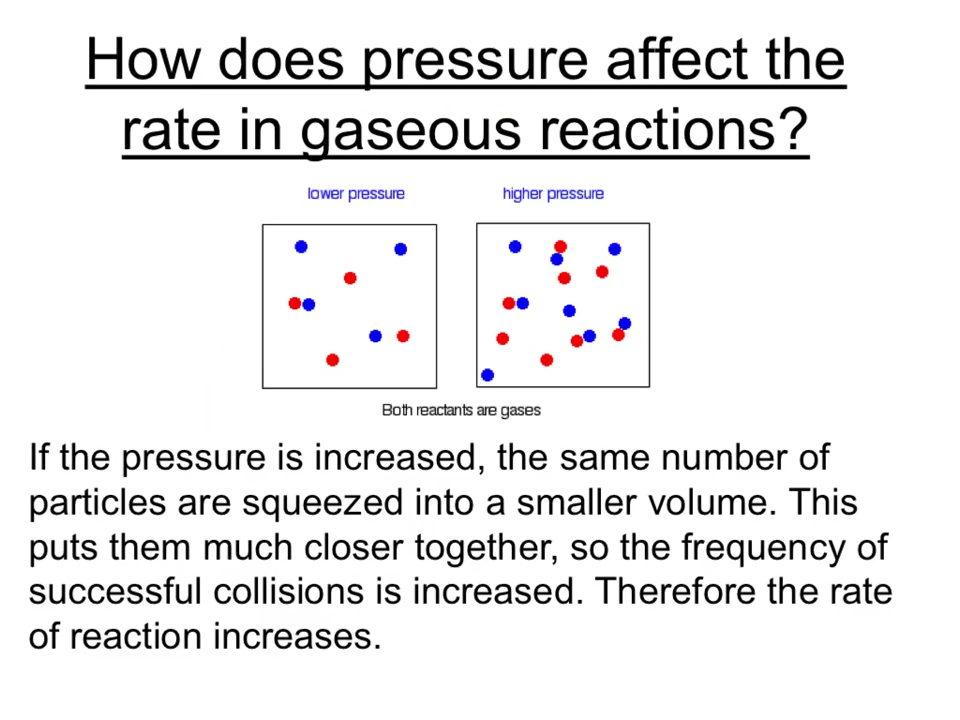 How does pressure affect the
rate in gaseous reactions?
lower pressure higher pressure
Both reactants are gases
If the pressure is increased, the same number of
particles are squeezed into a smaller volume. This
puts them much closer together, so the frequency of
successful collisions is increased. Therefore the rate
of reaction increases.